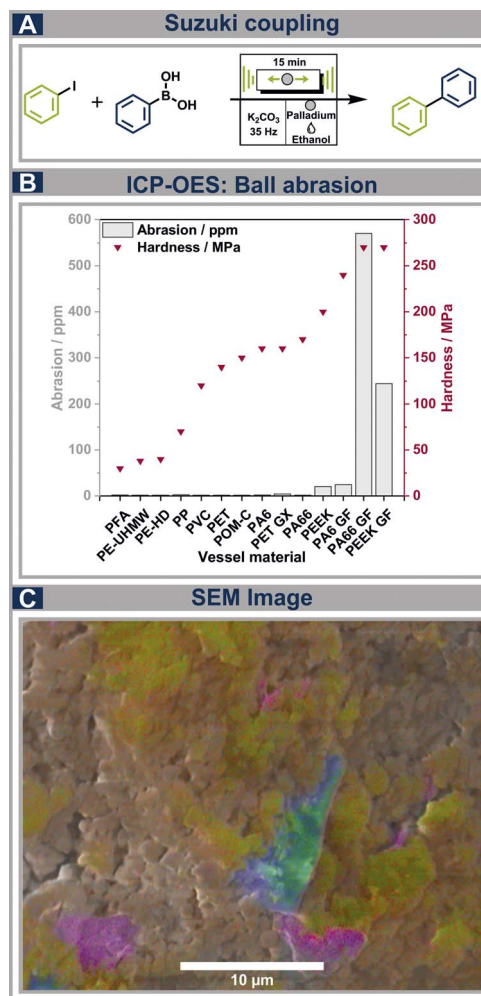 A Suzuki coupling
I
+
OH
B
OH
15 min
K₂CO₃
35 Hz
Palladium
Ethanol
B ICP-OES: Ball abrasion
Abrasion / ppm
Hardness / MPa
600
500
400
300
200
100
0
Abrasion / ppm
300
250
200
150
100
50
0
Hardness / MPa
PFA
PE-UHMW
PE-HD
PP
PVC
PET
POM-C
PA6
PET GX
PA66
PEEK
PA6 GF
PA66 GF
PEEK GF
Vessel material
C SEM Image
10 µm